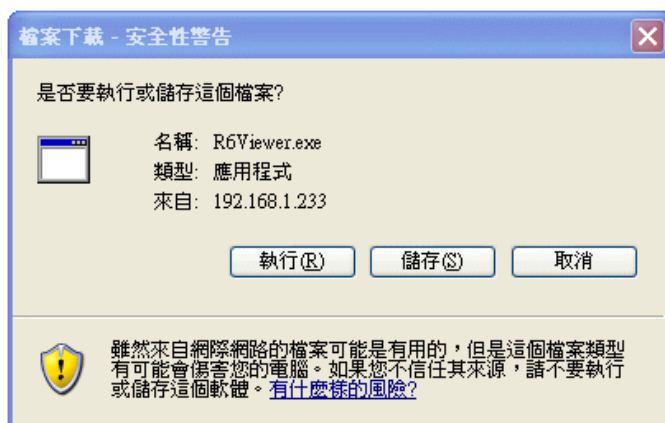 檔案下載 - 安全性警告
是否要執行或儲存這個檔案?
名稱: R6Viewer.exe
類型: 應用程式
來自: 192.168.1.233
執行(R) 儲存(S) 取消
雖然來自網際網路的檔案可能是有用的，但是這個檔案類型
有可能會傷害您的電腦。如果您不信任其來源，請不要執行
或儲存這個軟體。有什麼樣的風險?